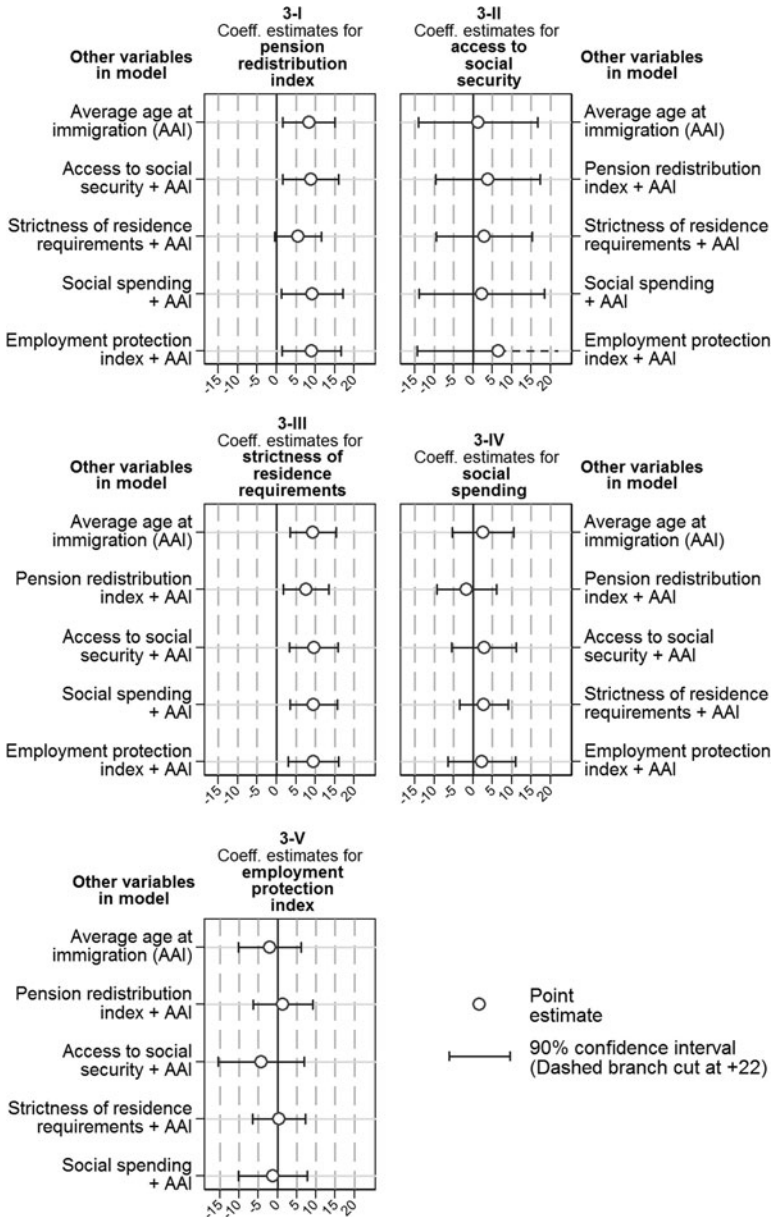 3-I
Coeff. estimates for
pension
redistribution
index
3-II
Coeff. estimates for
access to
social
security
Other variables
in model
Other variables
in model
Average age at
immigration (AAI)
Access to social
security + AAI
Strictness of residence
requirements + AAI
Social spending
+ AAI
Employment protection
index + AAI
Average age at
immigration (AAI)
Pension redistribution
index + AAI
Strictness of residence
requirements + AAI
Social spending
+ AAI
Employment protection
index + AAI
-15 -10 -5 0 5 10 15 20
-15 -10 -5 0 5 10 15 20
3-III
Coeff. estimates for
strictness of
residence
requirements
3-IV
Coeff. estimates for
social
spending
Other variables
in model
Other variables
in model
Average age at
immigration (AAI)
Pension redistribution
index + AAI
Access to social
security + AAI
Social spending
+ AAI
Employment protection
index + AAI
Average age at
immigration (AAI)
Pension redistribution
index + AAI
Access to social
security + AAI
Strictness of residence
requirements + AAI
Employment protection
index + AAI
-15 -10 -5 0 5 10 15 20
-15 -10 -5 0 5 10 15 20
3-V
Coeff. estimates for
employment
protection
index
Other variables
in model
Average age at
immigration (AAI)
Pension redistribution
index + AAI
Access to social
security + AAI
Strictness of residence
requirements + AAI
Social spending
+ AAI
-15 -10 -5 0 5 10 15 20
Point
estimate
90% confidence interval
(Dashed branch cut at +22)